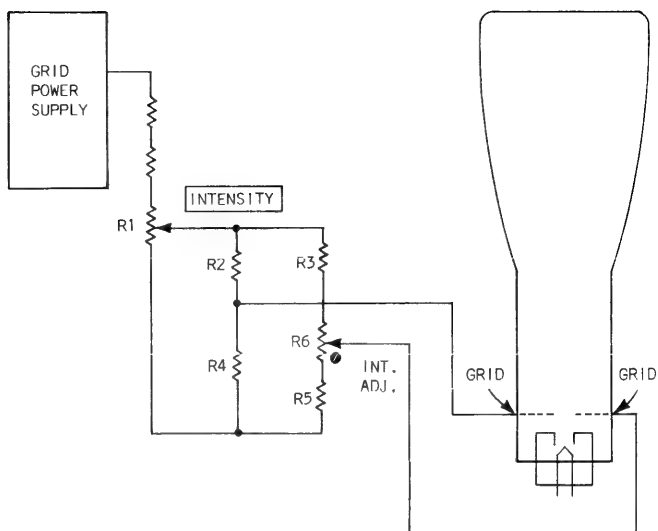 GRID
POWER
SUPPLY
INTENSITY
R1
R2
R3
R6
R4
INT.
ADJ.
R5
GRID
GRID